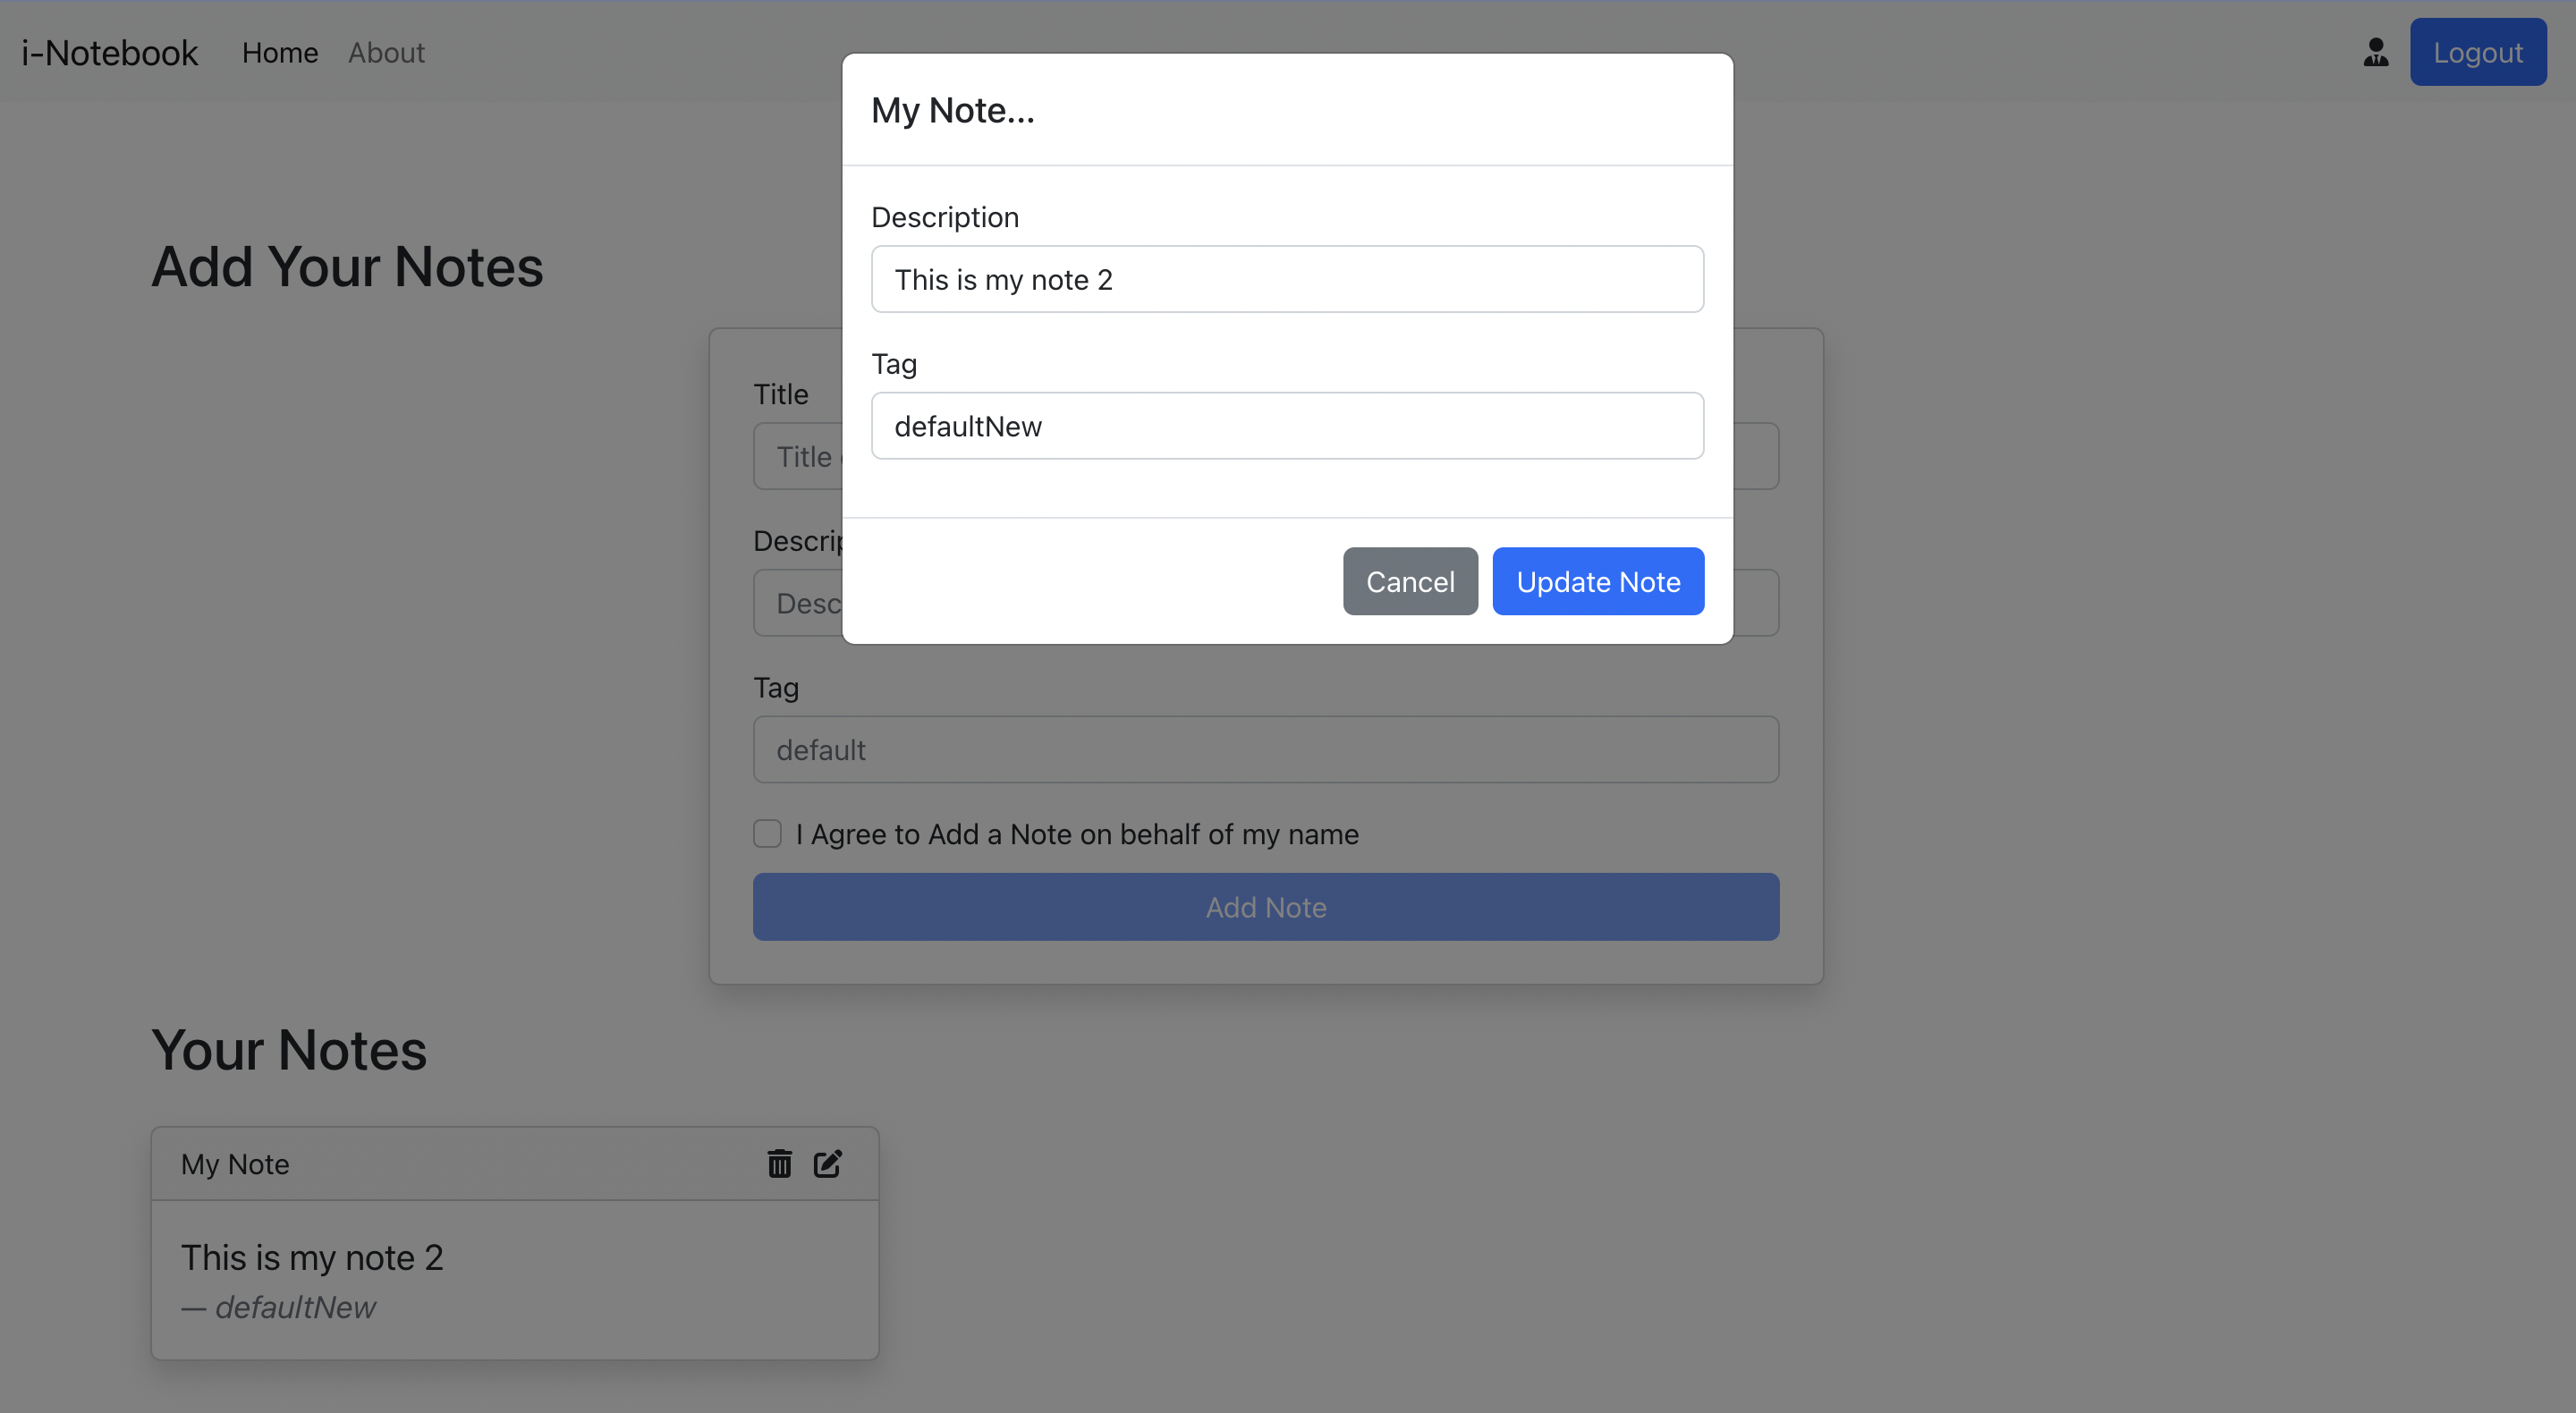 i-Notebook Home About Logout
My Note...
Description
This is my note 2
Tag
defaultNew
Cancel Update Note
Add Your Notes
Title
Title
Tag
default
I Agree to Add a Note on behalf of my name
Add Note
Your Notes
My Note
This is my note 2
— defaultNew